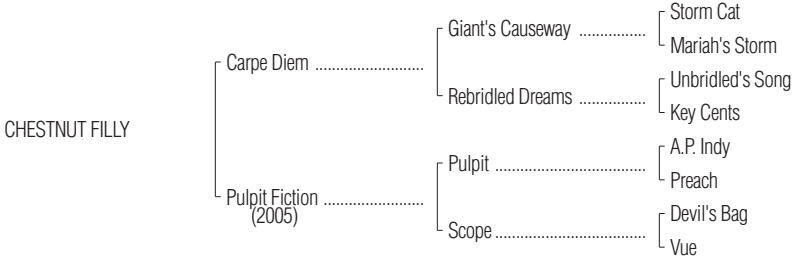 Storm Cat
Giant's Causeway ................
Mariah's Storm
Carpe Diem ..........................
Unbridled's Song
Rebridled Dreams ................
Key Cents
CHESTNUT FILLY
A.P. Indy
Pulpit ....................................
Preach
Pulpit Fiction ........................
(2005)
Devil's Bag
Scope ....................................
Vue